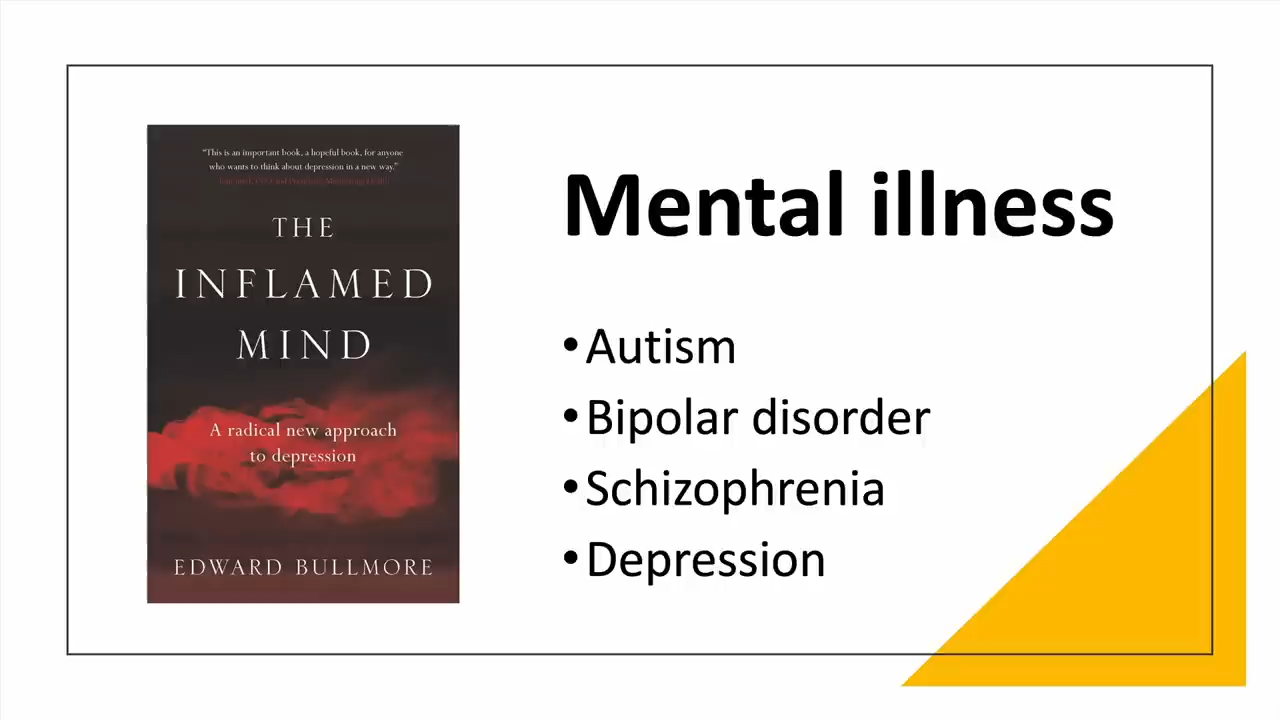 "This is an important book, a hopeful book, for anyone
who wants to think about depression in a new way."
THE
INFLAMED
MIND
A radical new approach
to depression
EDWARD BULLMORE
Mental illness
•Autism
•Bipolar disorder
•Schizophrenia
•Depression